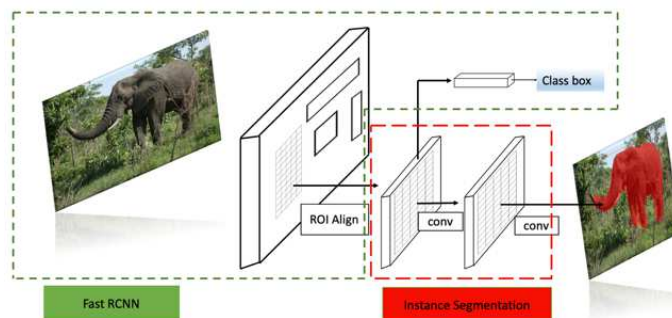 Class box
ROI Align
conv
conv
Fast RCNN
Instance Segmentation